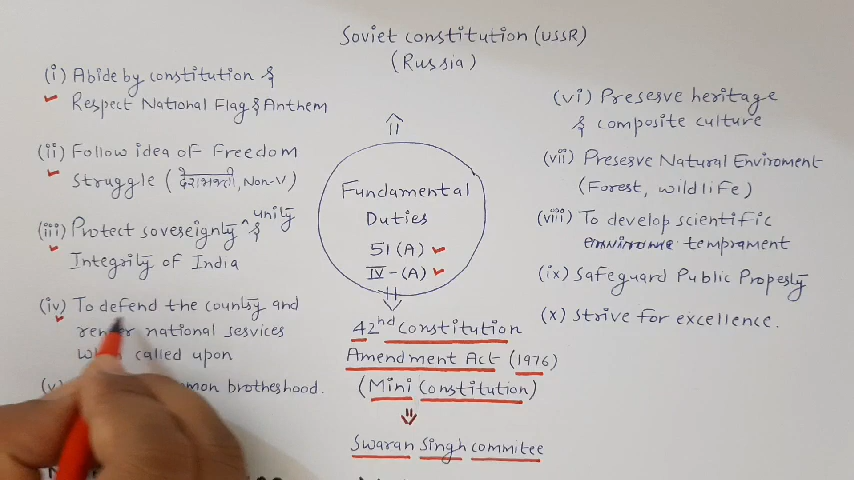 Soviet constitution (USSR)
(Russia)
(i) Abide by constitution &
Respect National Flag & Anthem
(ii) Follow idea of Freedom
Struggle (देशभक्ती, Non-V)
(iii) Protect sovereignty ^ unity &
Integrity of India
(iv) To defend the country and
render national services
when called upon
(v) brotherhood.
⇑
Fundamental
Duties
51 (A)
IV-(A)
⇓
42nd Constitution
Amendment Act (1976)
(Mini Constitution)
⇓
Swaran Singh commitee
(vi) Preserve heritage
& composite culture
(vii) Preserve Natural Enviroment
(Forest, wildlife)
(viii) To develop scientific
temprament
(ix) Safeguard Public Property
(x) Strive for excellence.